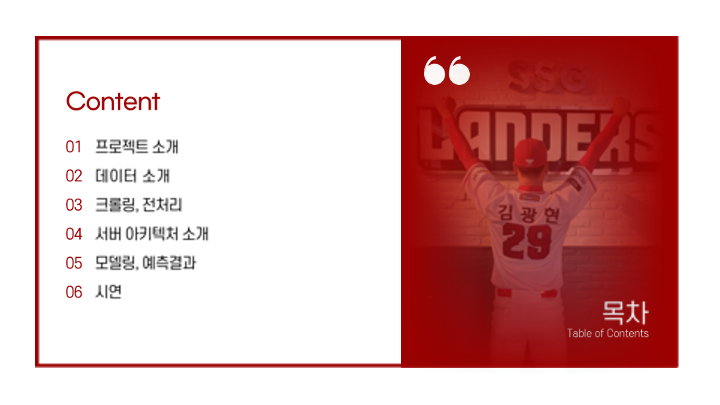 Content
01 프로젝트 소개
02 데이터 소개
03 크롤링, 전처리
04 서버 아키텍처 소개
05 모델링, 예측결과
06 시연
“
SSG
LANDERS
김광현
29
목차
Table of Contents